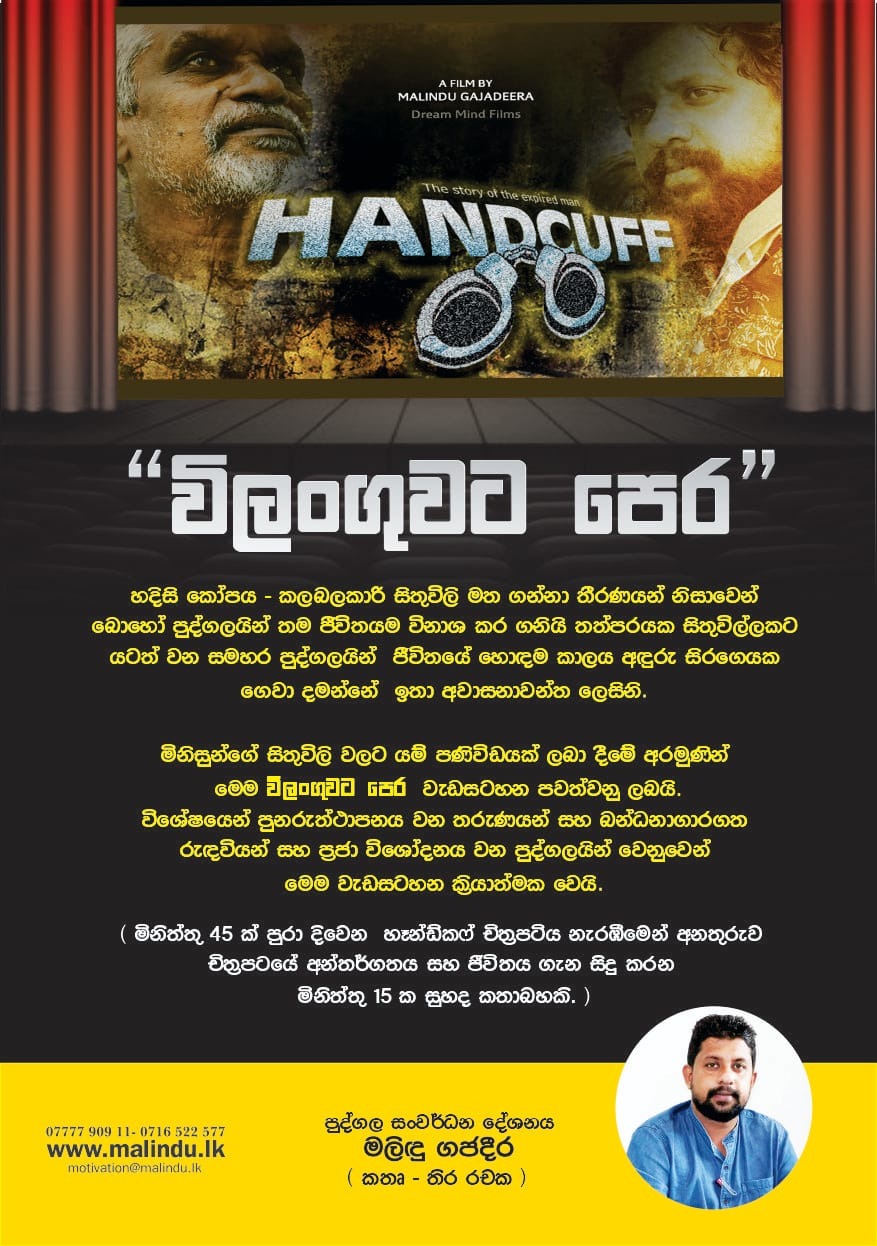 A FILM BY
MALINDU GAJADEERA
Dream Mind Films
The story of the expired man
HANDCUFF
“විලංගුවට පෙර”
හදිසි කෝපය - කලබලකාරී සිතුවිලි මත ගන්නා තීරණයන් නිසාවෙන්
බොහෝ පුද්ගලයින් තම ජීවිතයම විනාශ කර ගනියි තත්පරයක සිතුවිල්ලකට
යටත් වන සමහර පුද්ගලයින් ජීවිතයේ හොඳම කාලය අඳුරු සිරගෙයක
ගෙවා දමන්නේ ඉතා අවාසනාවන්ත ලෙසිනි.
මිනිසුන්ගේ සිතුවිලි වලට යම් පණිවිඩයක් ලබා දීමේ අරමුණින්
මෙම විලංගුවට පෙර වැඩසටහන පවත්වනු ලබයි.
විශේෂයෙන් පුනරුත්ථාපනය වන තරුණයන් සහ බන්ධනාගාරගත
රුඳවියන් සහ ප්‍රජා විශෝදනය වන පුද්ගලයින් වෙනුවෙන්
මෙම වැඩසටහන ක්‍රියාත්මක වෙයි.
( මිනිත්තු 45 ක් පුරා දිවෙන හෑන්ඩ්කෆ් චිත්‍රපටිය නැරඹීමෙන් අනතුරුව
චිත්‍රපටයේ අන්තර්ගතය සහ ජීවිතය ගැන සිදු කරන
මිනිත්තු 15 ක සුහද කතාබහකි. )
07777 909 11- 0716 522 577
www.malindu.lk
motivation@malindu.lk
පුද්ගල සංවර්ධන දේශනය
මලිඳු ගජදීර
( කතෘ - තිර රචක )